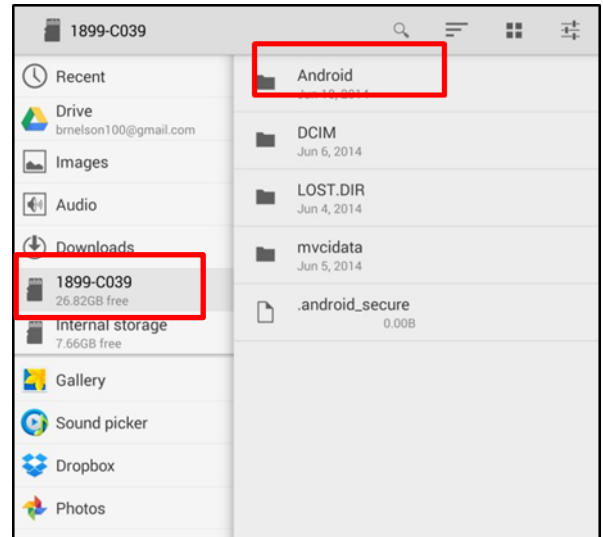 1899-C039
Recent
Drive
brnelson100@gmail.com
Images
Audio
Downloads
1899-C039
26.82GB free
Internal storage
7.66GB free
Gallery
Sound picker
Dropbox
Photos
Android
2014
DCIM
Jun 6, 2014
LOST.DIR
Jun 4, 2014
mvcidata
Jun 5, 2014
.android_secure
0.00B